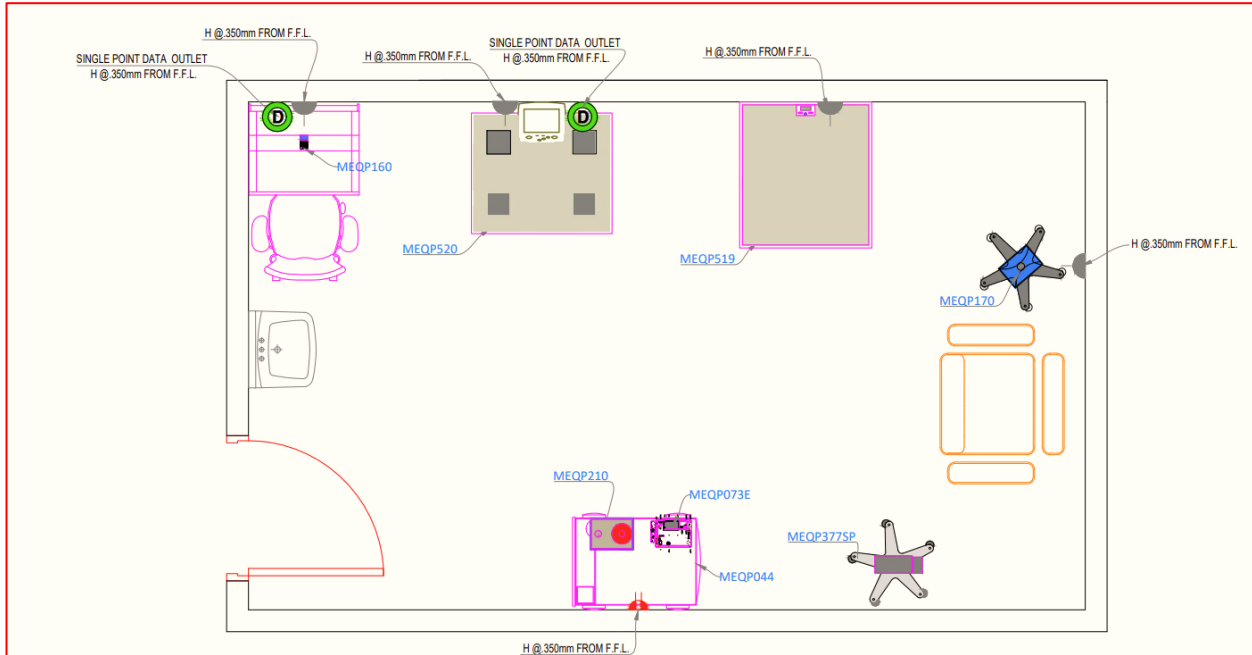 H @.350mm FROM F.F.L.
SINGLE POINT DATA OUTLET
H @.350mm FROM F.F.L.
H @.350mm FROM F.F.L.
SINGLE POINT DATA OUTLET
H @.350mm FROM F.F.L.
H @.350mm FROM F.F.L.
D
D
MEQP160
MEQP520
MEQP519
H @.350mm FROM F.F.L.
MEQP170
MEQP210
MEQP073E
MEQP377SP
MEQP044
H @.350mm FROM F.F.L.